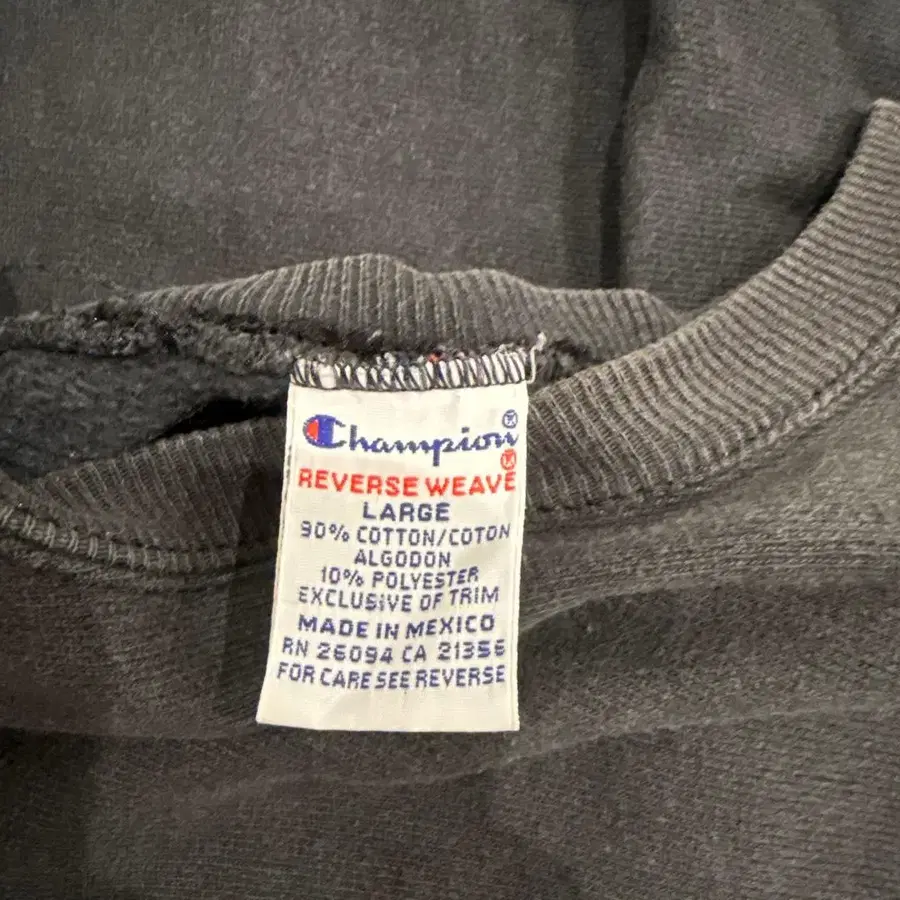 Champion®
REVERSE WEAVE®
LARGE
90% COTTON/COTON
ALGODON
10% POLYESTER
EXCLUSIVE OF TRIM
MADE IN MEXICO
RN 26094 CA 21356
FOR CARE SEE REVERSE